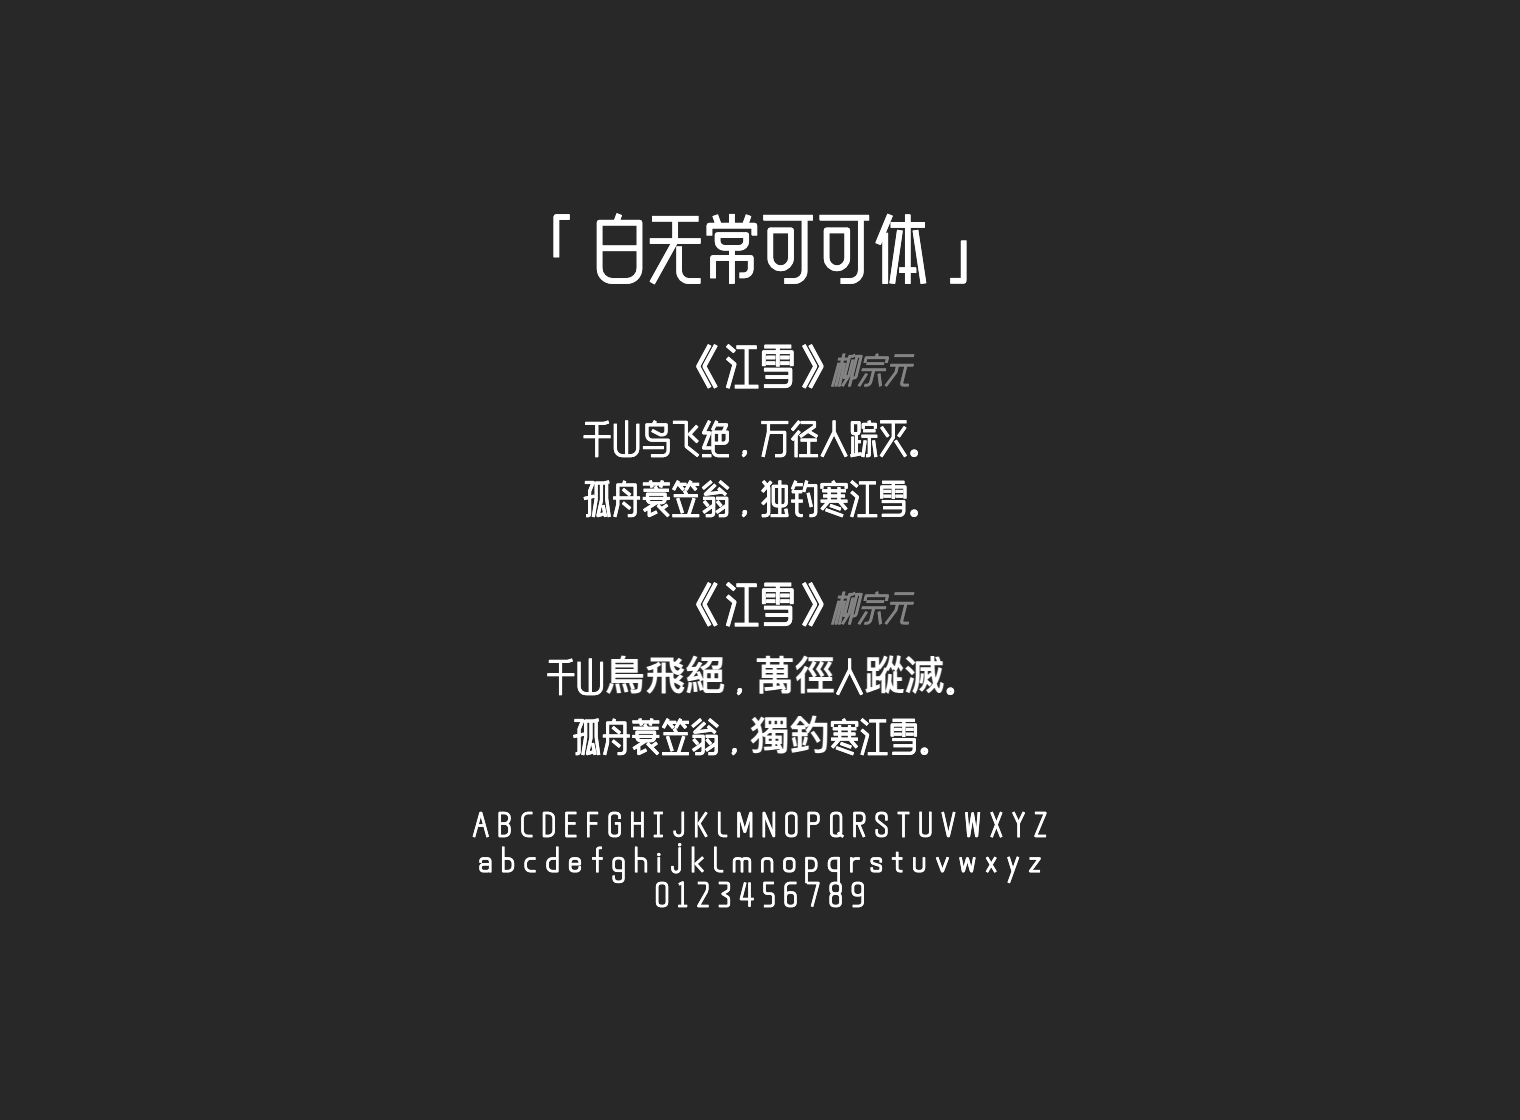 「白无常可可体」
《江雪》柳宗元
千山鸟飞绝，万径人踪灭。
孤舟蓑笠翁，独钓寒江雪。
《江雪》柳宗元
千山鳥飛絕，萬徑人蹤滅。
孤舟蓑笠翁，獨釣寒江雪。
ABCDEFGHIJKLMNOPQRSTUVWXYZ
abcdefghijklmnopqrstuvwxyz
0123456789